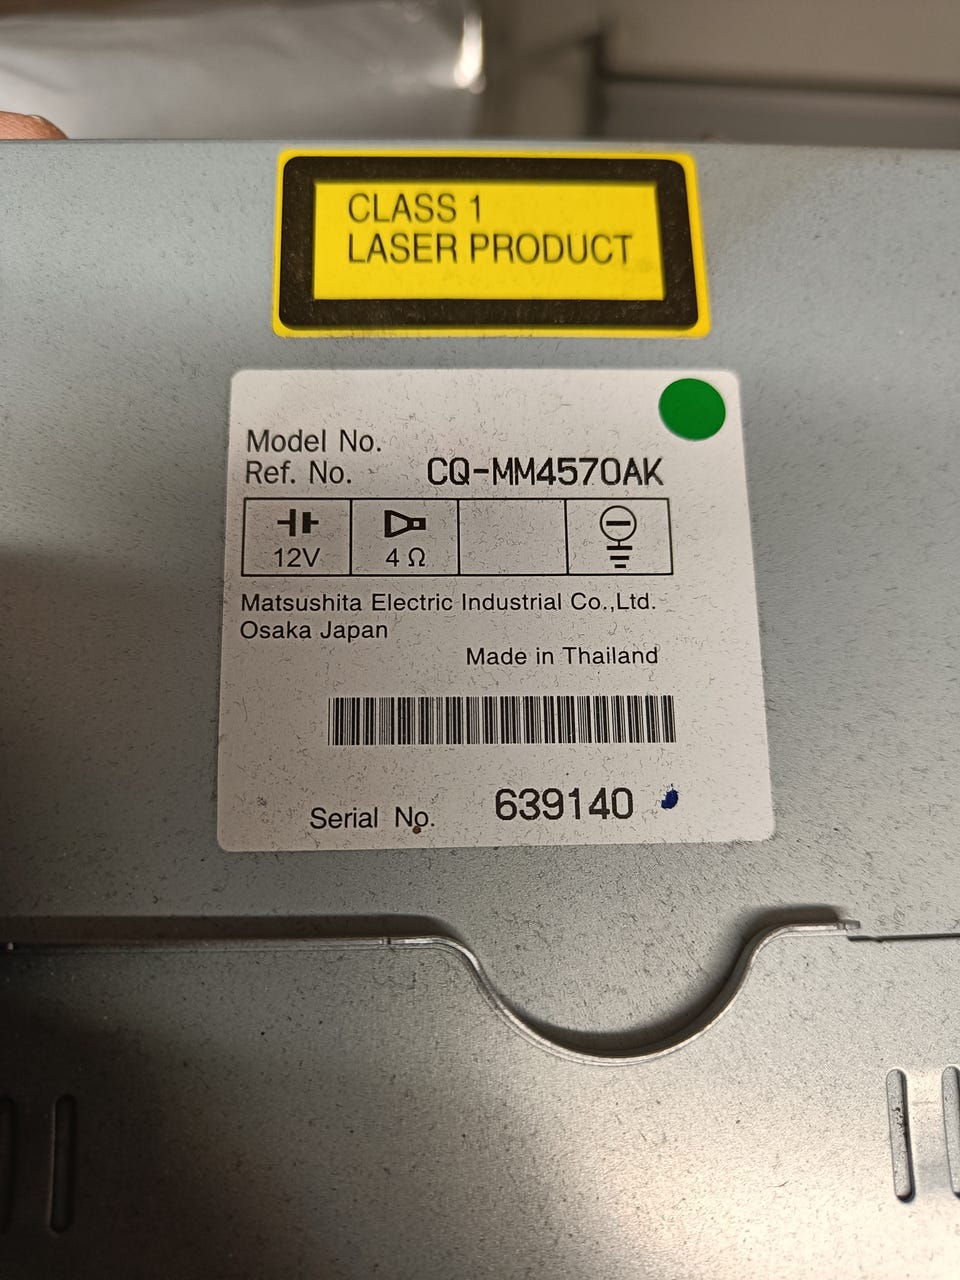 CLASS 1
LASER PRODUCT
Model No.
Ref. No. CQ-MM4570AK
12V 4 Ω
Matsushita Electric Industrial Co.,Ltd.
Osaka Japan
Made in Thailand
Serial No. 639140